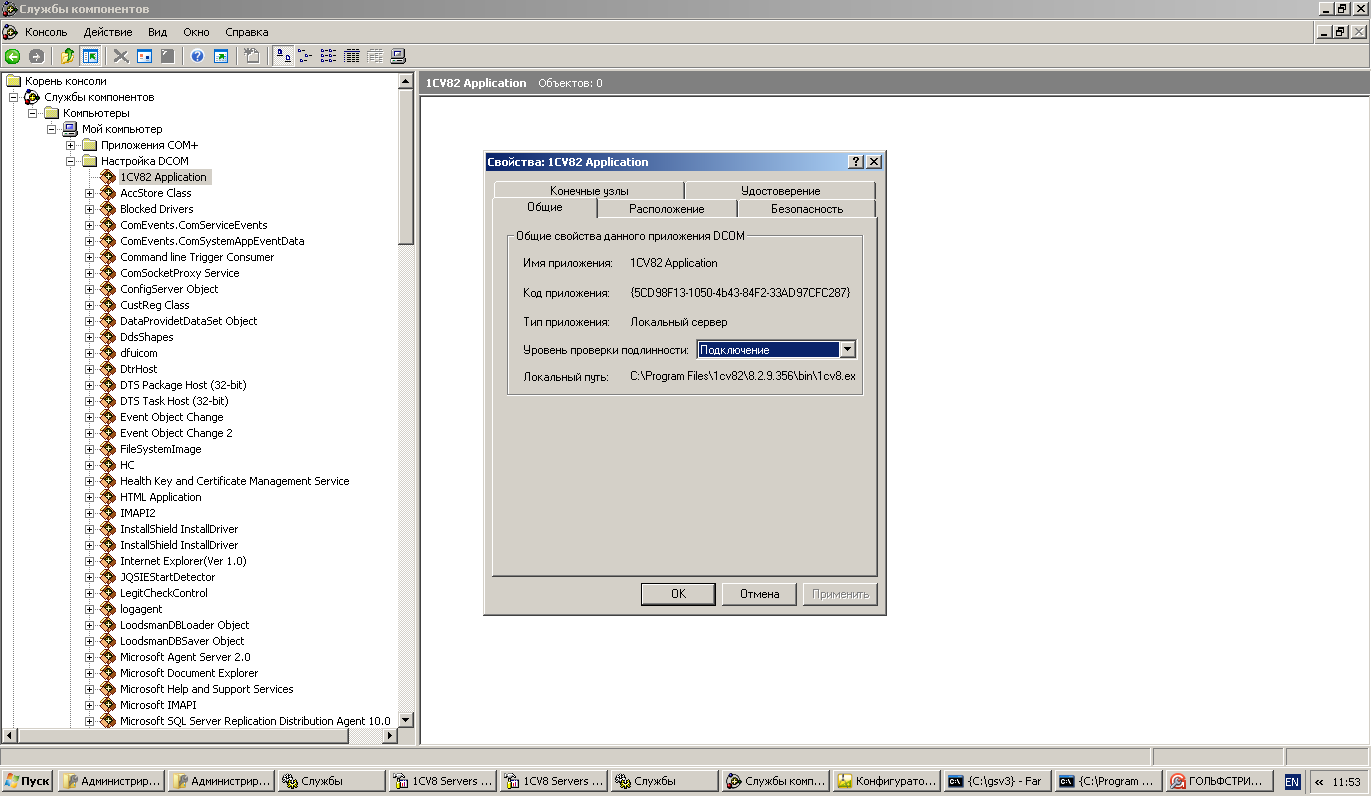 Службы компонентов
Консоль Действие Вид Окно Справка
Корень консоли
Службы компонентов
Компьютеры
Мой компьютер
Приложения COM+
Настройка DCOM
1CV82 Application
AccStore Class
Blocked Drivers
ComEvents.ComServiceEvents
ComEvents.ComSystemAppEventData
Command line Trigger Consumer
ComSocketProxy Service
ConfigServer Object
CustReg Class
DataProvidetDataSet Object
DdsShapes
dfuicom
DtrHost
DTS Package Host (32-bit)
DTS Task Host (32-bit)
Event Object Change
Event Object Change 2
FileSystemImage
HC
Health Key and Certificate Management Service
HTML Application
IMAPI2
InstallShield InstallDriver
InstallShield InstallDriver
Internet Explorer(Ver 1.0)
JQSIEStartDetector
LegitCheckControl
logagent
LoodsmanDBLoader Object
LoodsmanDBSaver Object
Microsoft Agent Server 2.0
Microsoft Document Explorer
Microsoft Help and Support Services
Microsoft IMAPI
Microsoft SQL Server Replication Distribution Agent 10.0
1CV82 Application Объектов: 0
Свойства: 1CV82 Application
Конечные узлы Удостоверение
Общие Расположение Безопасность
Общие свойства данного приложения DCOM
Имя приложения: 1CV82 Application
Код приложения: {5CD98F13-1050-4b43-84F2-33AD97CFC287}
Тип приложения: Локальный сервер
Уровень проверки подлинности: Подключение
Локальный путь: C:\Program Files\1cv82\8.2.9.356\bin\1cv8.ex
OK Отмена Применить
Пуск Администрир... Администрир... Службы 1CV8 Servers ... 1CV8 Servers ... Службы Службы комп... Конфигурато... {C:\gsv3} - Far {C:\Program ... ГОЛЬФСТРИ... EN « 11:53